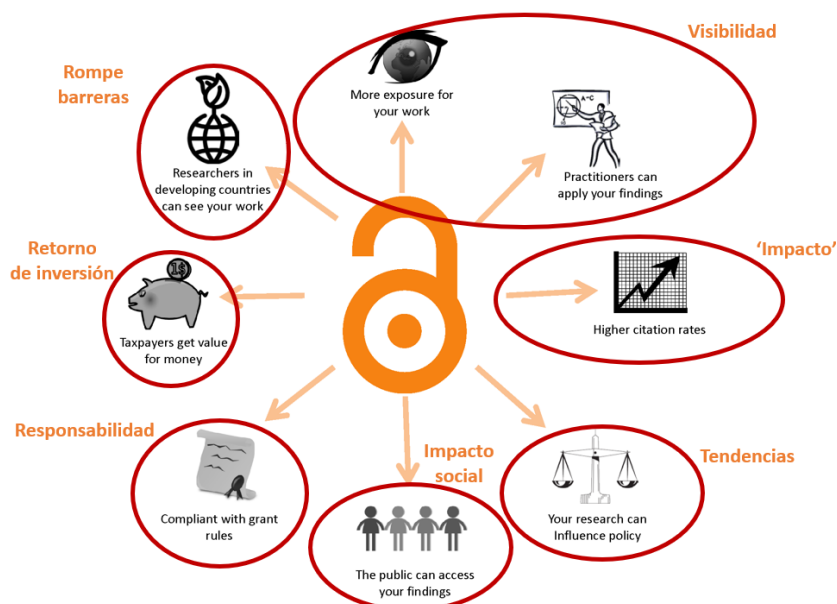 Visibilidad
Rompe
barreras
More exposure for
your work
A-C
Practitioners can
apply your findings
Researchers in
developing countries
can see your work
Retorno
de inversión
1$
Taxpayers get value
for money
'Impacto'
Higher citation rates
Responsabilidad
Compliant with grant
rules
Impacto
social
The public can access
your findings
Tendencias
Your research can
Influence policy